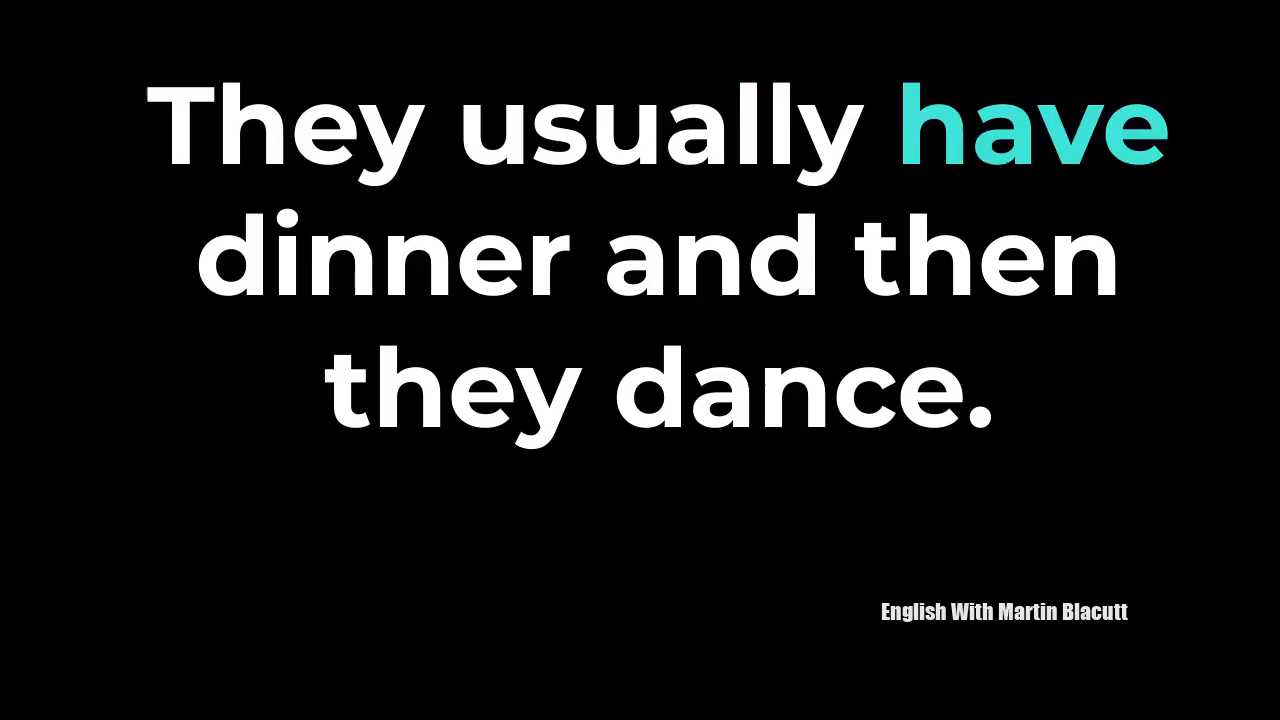 They usually have
dinner and then
they dance.
English With Martin Blacutt